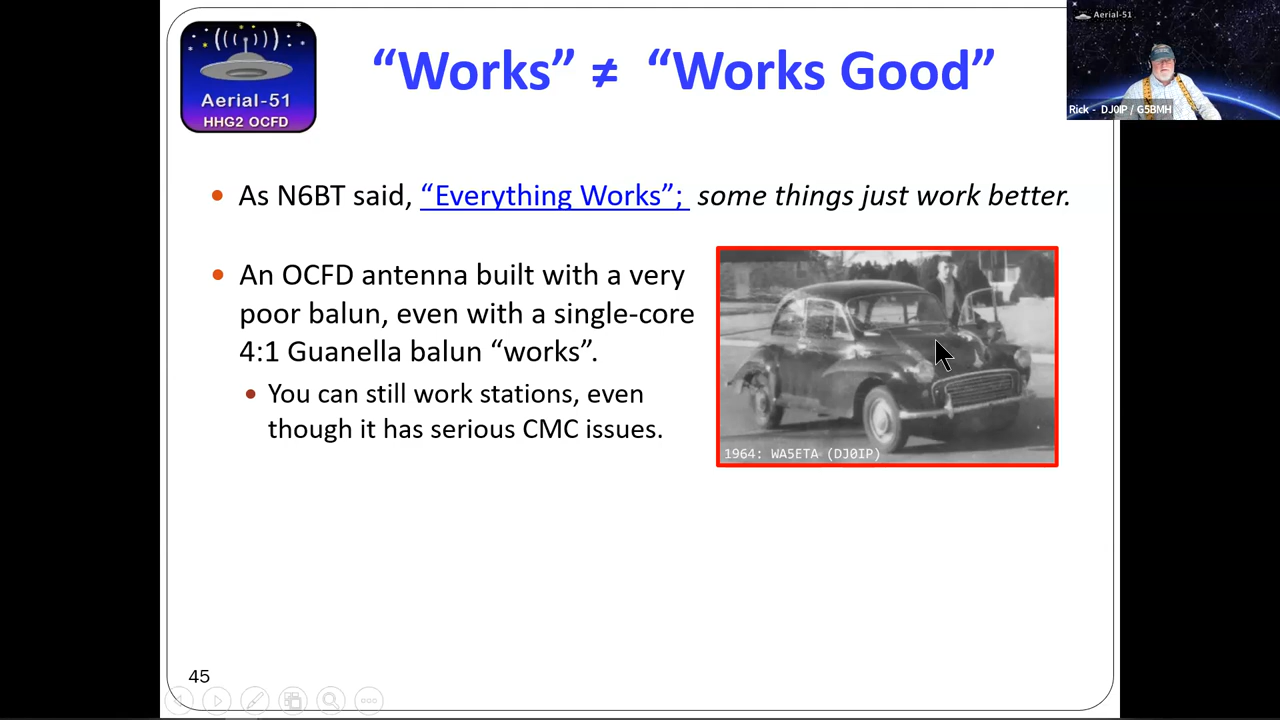 Aerial-51
HHG2 OCFD
“Works” ≠ “Works Good”
Aerial-51
Rick - DJ0IP / G5BMH
• As N6BT said, “Everything Works”; some things just work better.
• An OCFD antenna built with a very
poor balun, even with a single-core
4:1 Guanella balun “works”.
• You can still work stations, even
though it has serious CMC issues.
1964: WA5ETA (DJ0IP)
45